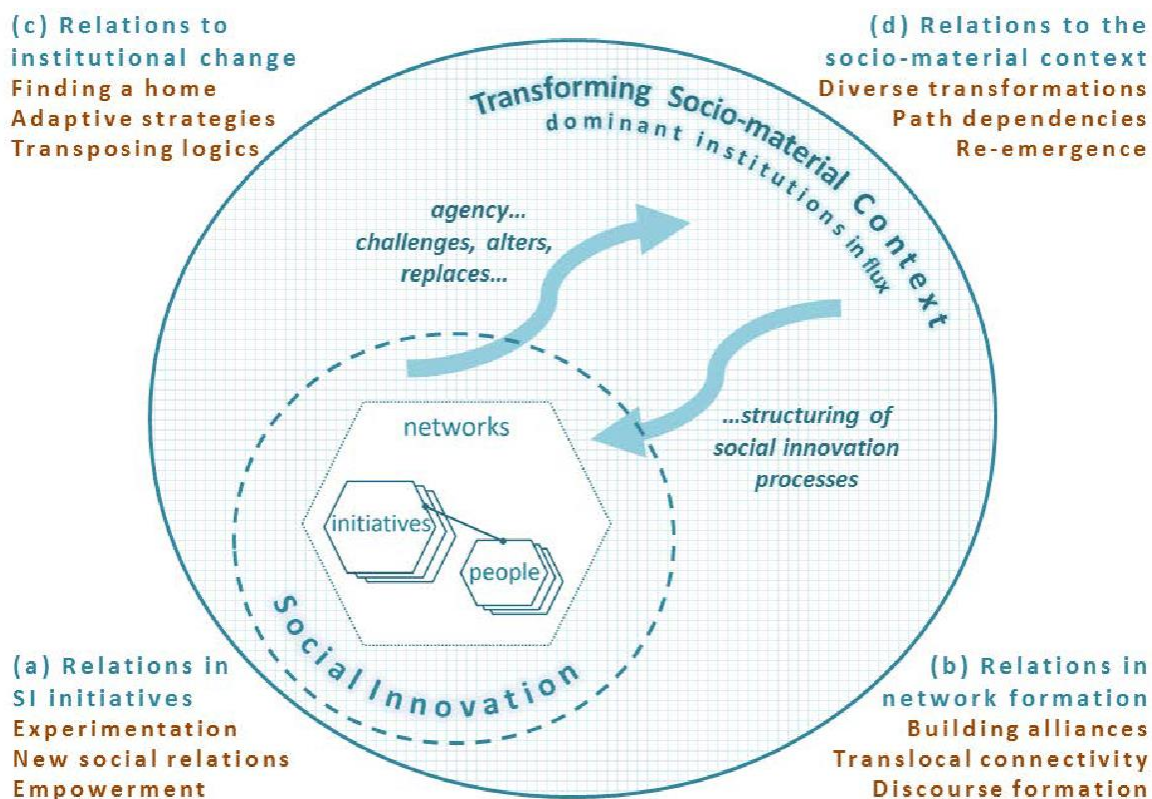 (c) Relations to
institutional change
Finding a home
Adaptive strategies
Transposing logics
(d) Relations to the
socio-material context
Diverse transformations
Path dependencies
Re-emergence
Transforming Socio-material Context
dominant institutions in flux
agency...
challenges, alters,
replaces...
...structuring of
social innovation
processes
networks
initiatives
people
Social Innovation
(a) Relations in
SI initiatives
Experimentation
New social relations
Empowerment
(b) Relations in
network formation
Building alliances
Translocal connectivity
Discourse formation